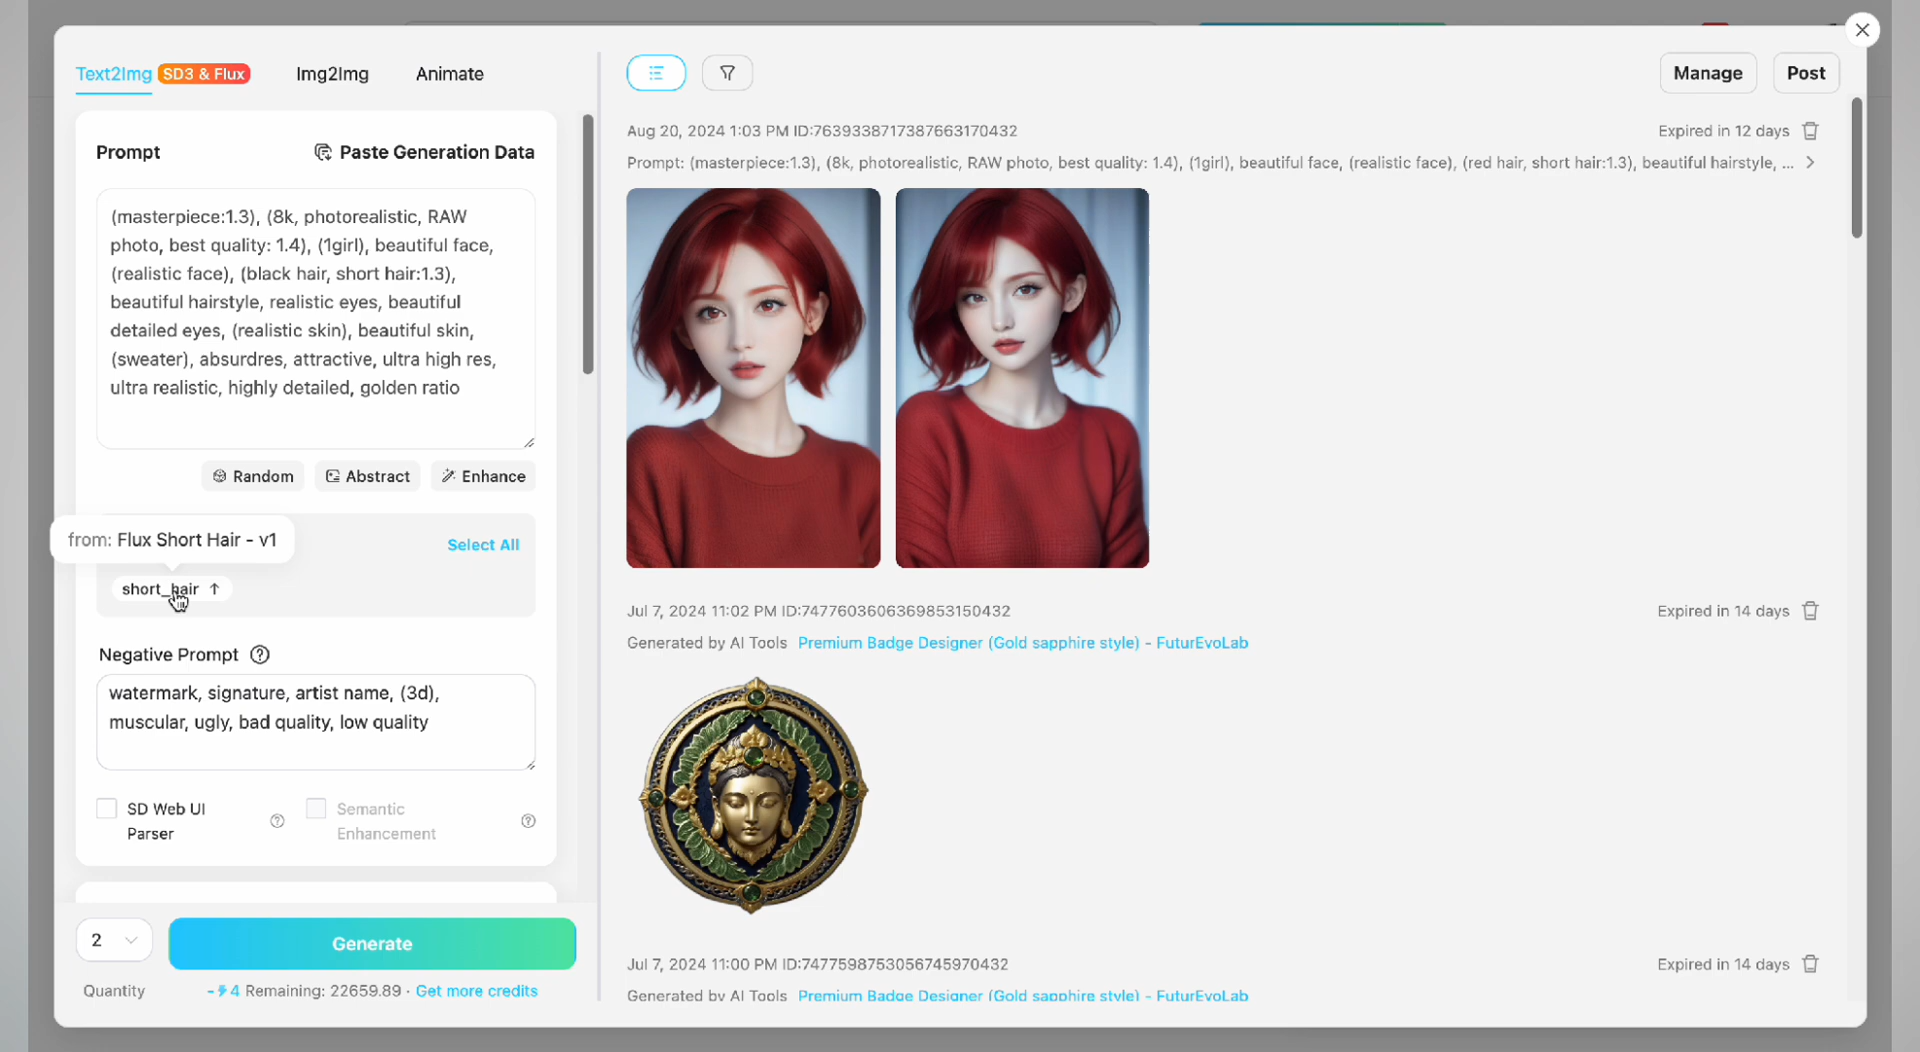 Text2Img SD3 & Flux Img2Img Animate
Manage Post
Prompt Paste Generation Data
(masterpiece:1.3), (8k, photorealistic, RAW
photo, best quality: 1.4), (1girl), beautiful face,
(realistic face), (black hair, short hair:1.3),
beautiful hairstyle, realistic eyes, beautiful
detailed eyes, (realistic skin), beautiful skin,
(sweater), absurdres, attractive, ultra high res,
ultra realistic, highly detailed, golden ratio
Random Abstract Enhance
from: Flux Short Hair - v1
Select All
short_hair ↑
Negative Prompt ?
watermark, signature, artist name, (3d),
muscular, ugly, bad quality, low quality
SD Web UI
Parser ?
Semantic
Enhancement ?
2 Generate
Quantity -4 Remaining: 22659.89 · Get more credits
Aug 20, 2024 1:03 PM ID:7639338717387663170432 Expired in 12 days
Prompt: (masterpiece:1.3), (8k, photorealistic, RAW photo, best quality: 1.4), (1girl), beautiful face, (realistic face), (red hair, short hair:1.3), beautiful hairstyle, ...
Jul 7, 2024 11:02 PM ID:7477603606369853150432 Expired in 14 days
Generated by AI Tools Premium Badge Designer (Gold sapphire style) - FuturEvoLab
Jul 7, 2024 11:00 PM ID:7477598753056745970432 Expired in 14 days
Generated by AI Tools Premium Badge Designer (Gold sapphire style) - FuturEvoLab